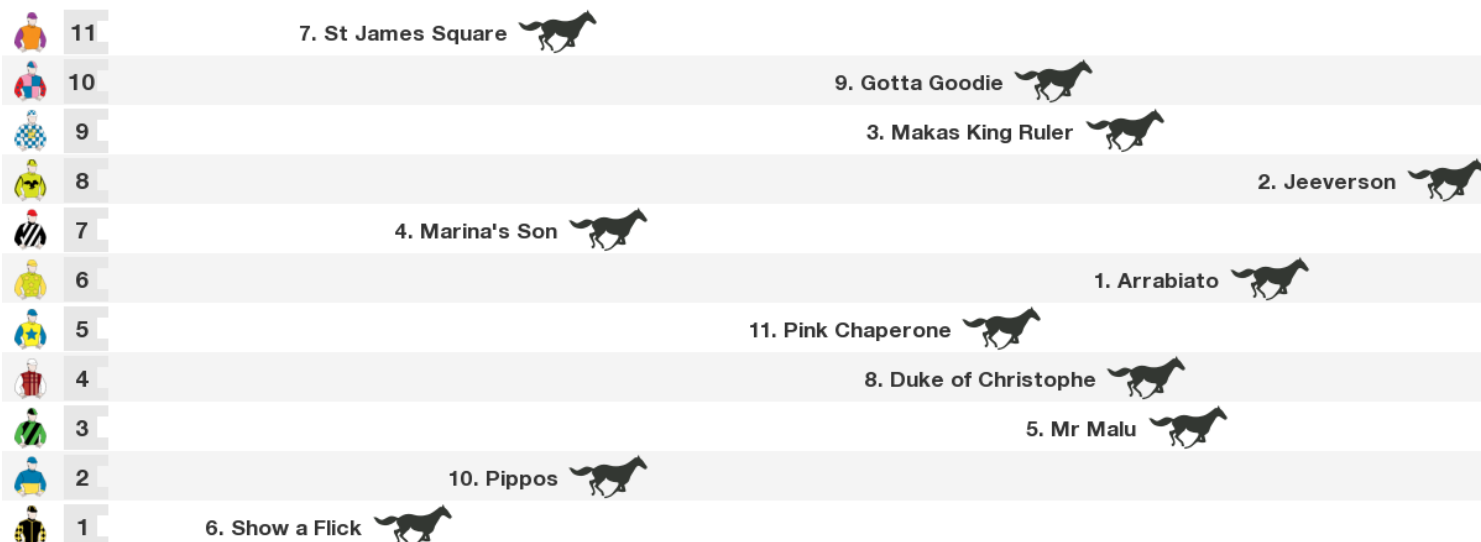 11 7. St James Square
10 9. Gotta Goodie
9 3. Makas King Ruler
8 2. Jeeverson
7 4. Marina's Son
6 1. Arrabiato
5 11. Pink Chaperone
4 8. Duke of Christophe
3 5. Mr Malu
2 10. Pippos
1 6. Show a Flick